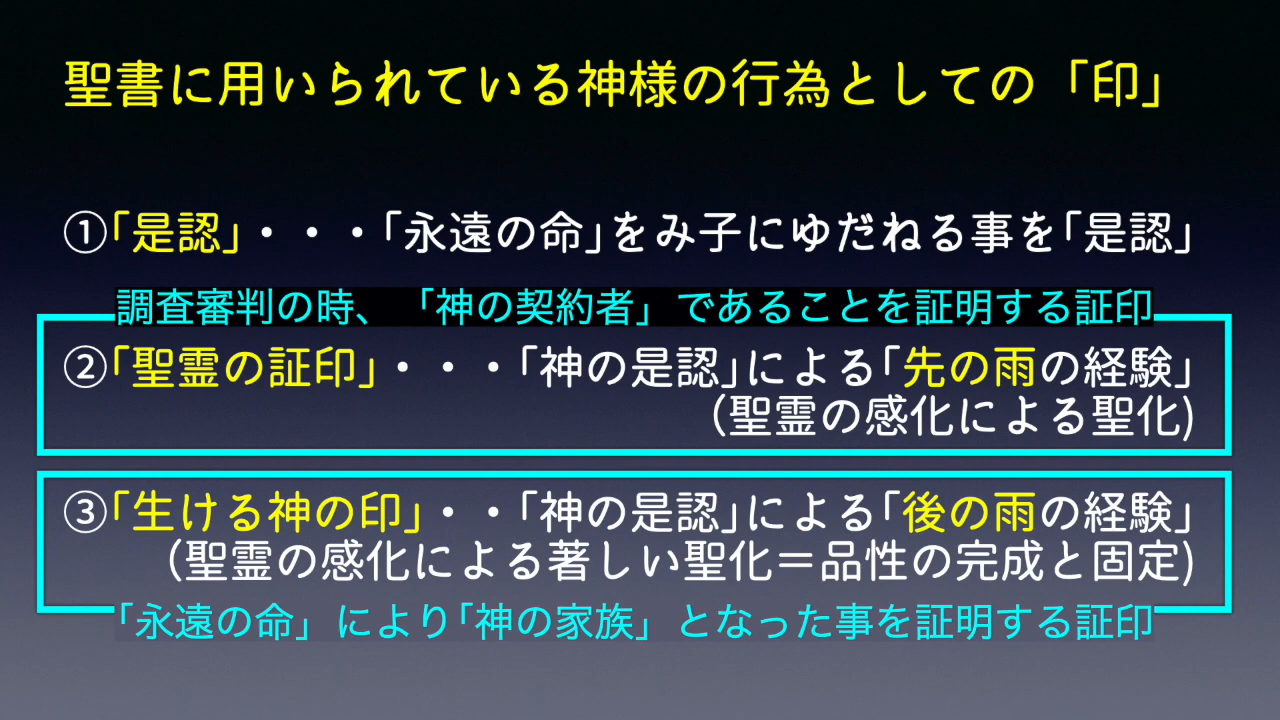 聖書に用いられている神様の行為としての「印」
①「是認」・・・「永遠の命」をみ子にゆだねる事を「是認」
調査審判の時、「神の契約者」であることを証明する証印
②「聖霊の証印」・・・「神の是認」による「先の雨の経験」
(聖霊の感化による聖化)
③「生ける神の印」・・「神の是認」による「後の雨の経験」
(聖霊の感化による著しい聖化＝品性の完成と固定)
「永遠の命」により「神の家族」となった事を証明する証印